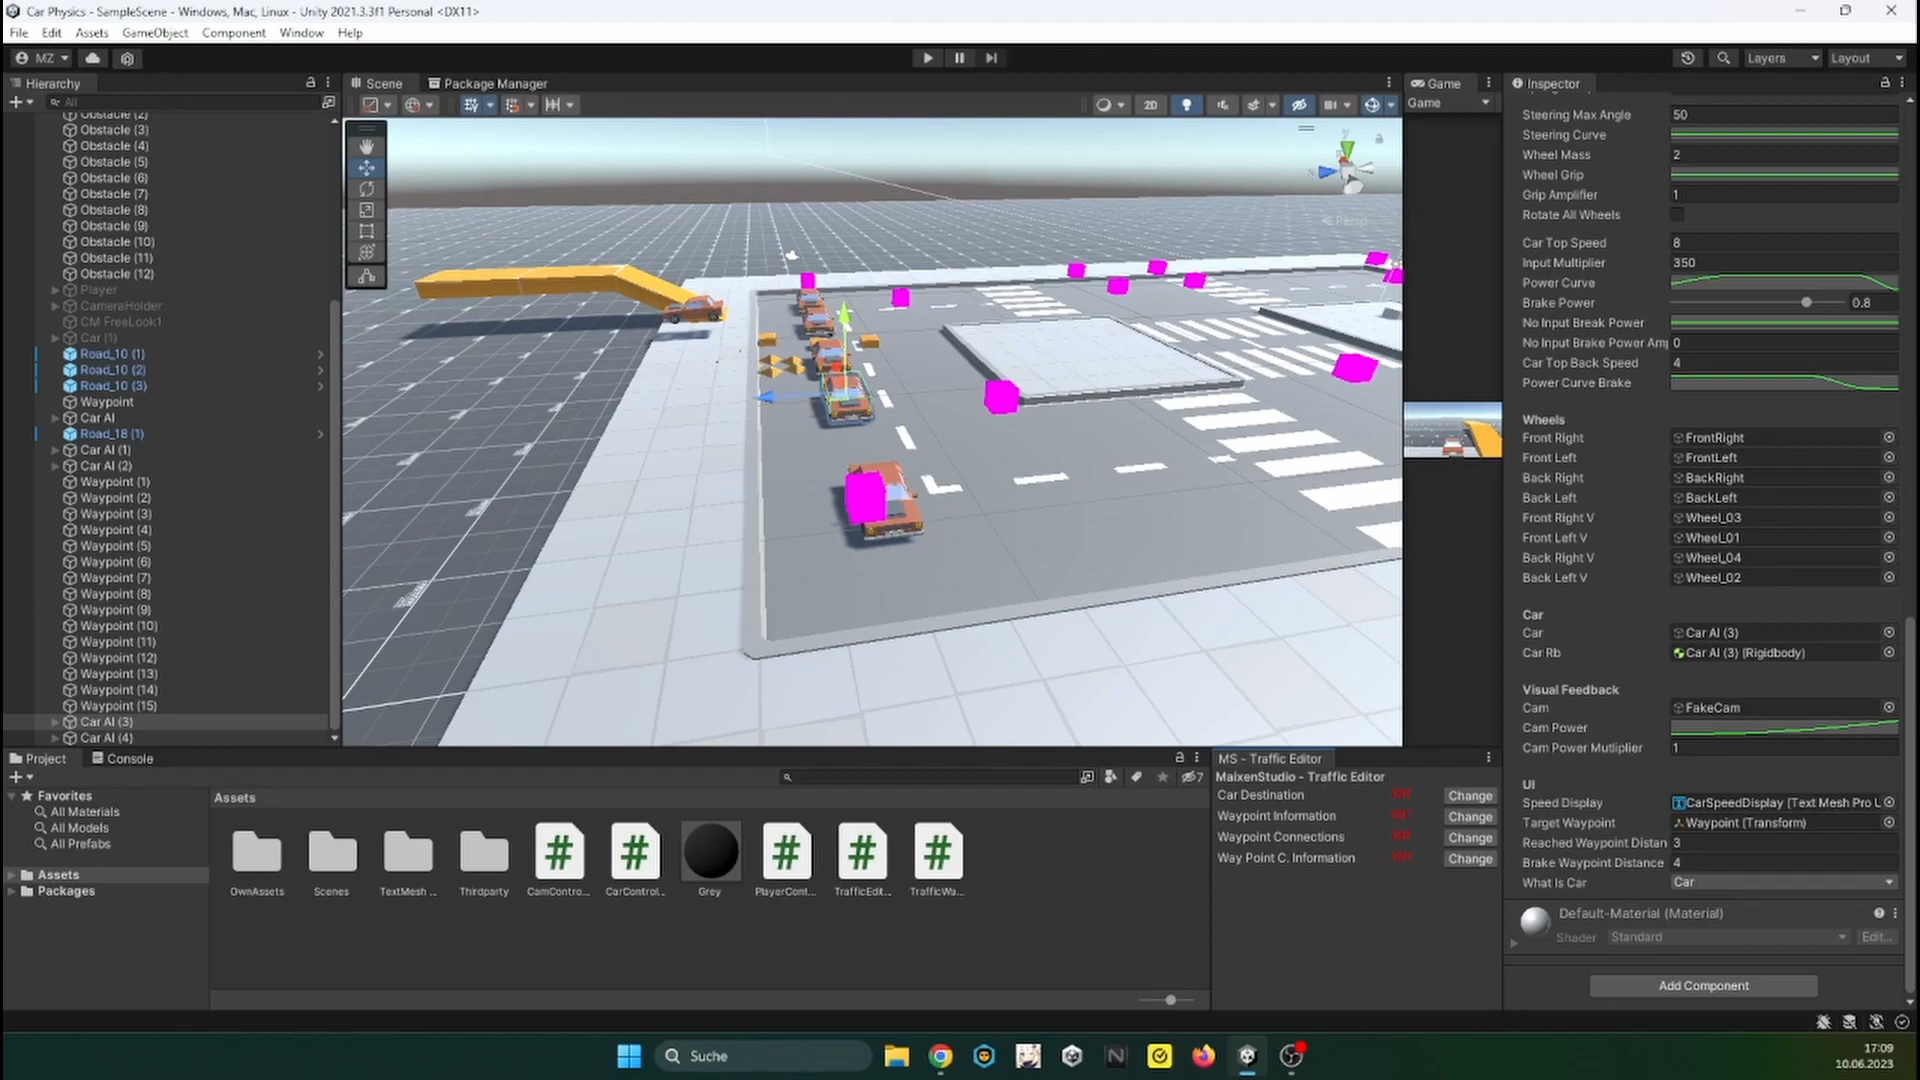 Car Physics - SampleScene - Windows, Mac, Linux - Unity 2021.3.3f1 Personal <DX11>
File Edit Assets GameObject Component Window Help
MZ
Layers
Layout
Hierarchy
Scene
Package Manager
Game
Inspector
All
2D
Game
Obstacle (2)
Obstacle (3)
Obstacle (4)
Obstacle (5)
Obstacle (6)
Obstacle (7)
Obstacle (8)
Obstacle (9)
Obstacle (10)
Obstacle (11)
Obstacle (12)
Player
CameraHolder
CM FreeLook1
Car (1)
Road_10 (1)
Road_10 (2)
Road_10 (3)
Waypoint
Car AI
Road_18 (1)
Car AI (1)
Car AI (2)
Waypoint (1)
Waypoint (2)
Waypoint (3)
Waypoint (4)
Waypoint (5)
Waypoint (6)
Waypoint (7)
Waypoint (8)
Waypoint (9)
Waypoint (10)
Waypoint (11)
Waypoint (12)
Waypoint (13)
Waypoint (14)
Waypoint (15)
Car AI (3)
Car AI (4)
Persp
Steering Max Angle 50
Steering Curve
Wheel Mass 2
Wheel Grip
Grip Amplifier 1
Rotate All Wheels
Car Top Speed 8
Input Multiplier 350
Power Curve
Brake Power 0.8
No Input Break Power
No Input Brake Power Am 0
Car Top Back Speed 4
Power Curve Brake
Wheels
Front Right FrontRight
Front Left FrontLeft
Back Right BackRight
Back Left BackLeft
Front Right V Wheel_03
Front Left V Wheel_01
Back Right V Wheel_04
Back Left V Wheel_02
Car
Car Car AI (3)
Car Rb Car AI (3) (Rigidbody)
Visual Feedback
Cam FakeCam
Cam Power
Cam Power Mutliplier 1
UI
Speed Display CarSpeedDisplay (Text Mesh Pro U
Target Waypoint Waypoint (Transform)
Reached Waypoint Distan 3
Brake Waypoint Distance 4
What Is Car Car
Default-Material (Material)
Shader Standard Edit...
Add Component
Project
Console
7
Favorites
All Materials
All Models
All Prefabs
Assets
Packages
Assets
OwnAssets
Scenes
TextMesh ...
Thirdparty
CamContro...
CarControl...
Grey
PlayerCont...
TrafficEdit...
TrafficWa...
MS - Traffic Editor
MaixenStudio - Traffic Editor
Car Destination Change
Waypoint Information Change
Waypoint Connections Change
Way Point C. Information Change
Suche
17:09
10.06.2023